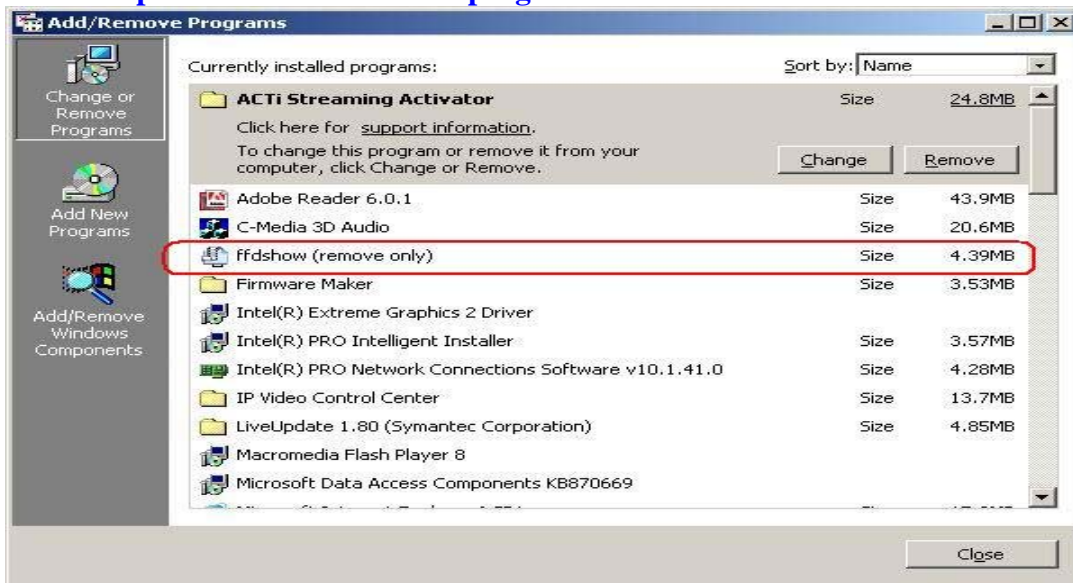 Add/Remove Programs
Change or
Remove
Programs
Add New
Programs
Add/Remove
Windows
Components
Currently installed programs:
Sort by: Name
ACTi Streaming Activator Size 24.8MB
Click here for support information.
To change this program or remove it from your
computer, click Change or Remove.
Change Remove
Adobe Reader 6.0.1 Size 43.9MB
C-Media 3D Audio Size 20.6MB
ffdshow (remove only) Size 4.39MB
Firmware Maker Size 3.53MB
Intel(R) Extreme Graphics 2 Driver
Intel(R) PRO Intelligent Installer Size 3.57MB
Intel(R) PRO Network Connections Software v10.1.41.0 Size 4.28MB
IP Video Control Center Size 13.7MB
LiveUpdate 1.80 (Symantec Corporation) Size 4.85MB
Macromedia Flash Player 8
Microsoft Data Access Components KB870669
Close